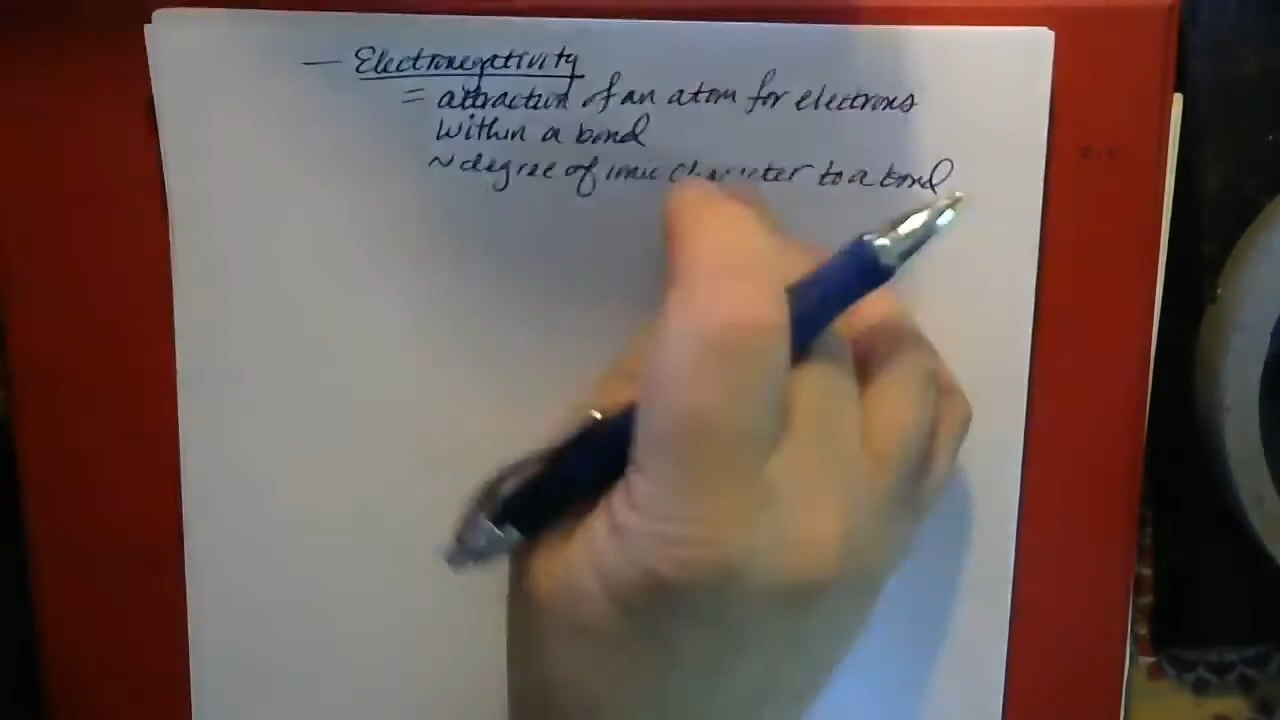 — Electronegativity
= attraction of an atom for electrons
within a bond
~ degree of ionic character to a bond